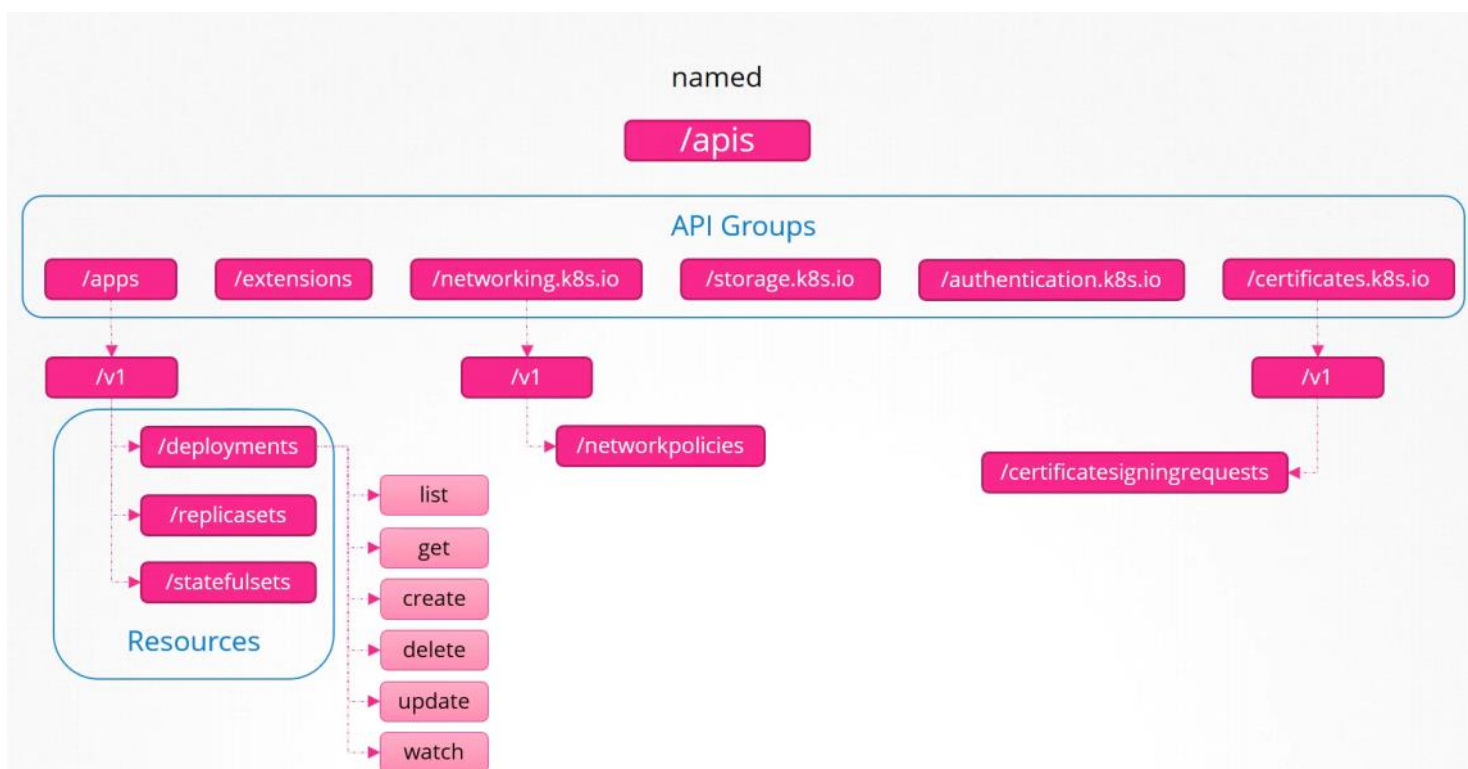 named
/apis
API Groups
/apps
/extensions
/networking.k8s.io
/storage.k8s.io
/authentication.k8s.io
/certificates.k8s.io
/v1
/v1
/v1
/deployments
/replicasets
/statefulsets
Resources
list
get
create
delete
update
watch
/networkpolicies
/certificatesigningrequests